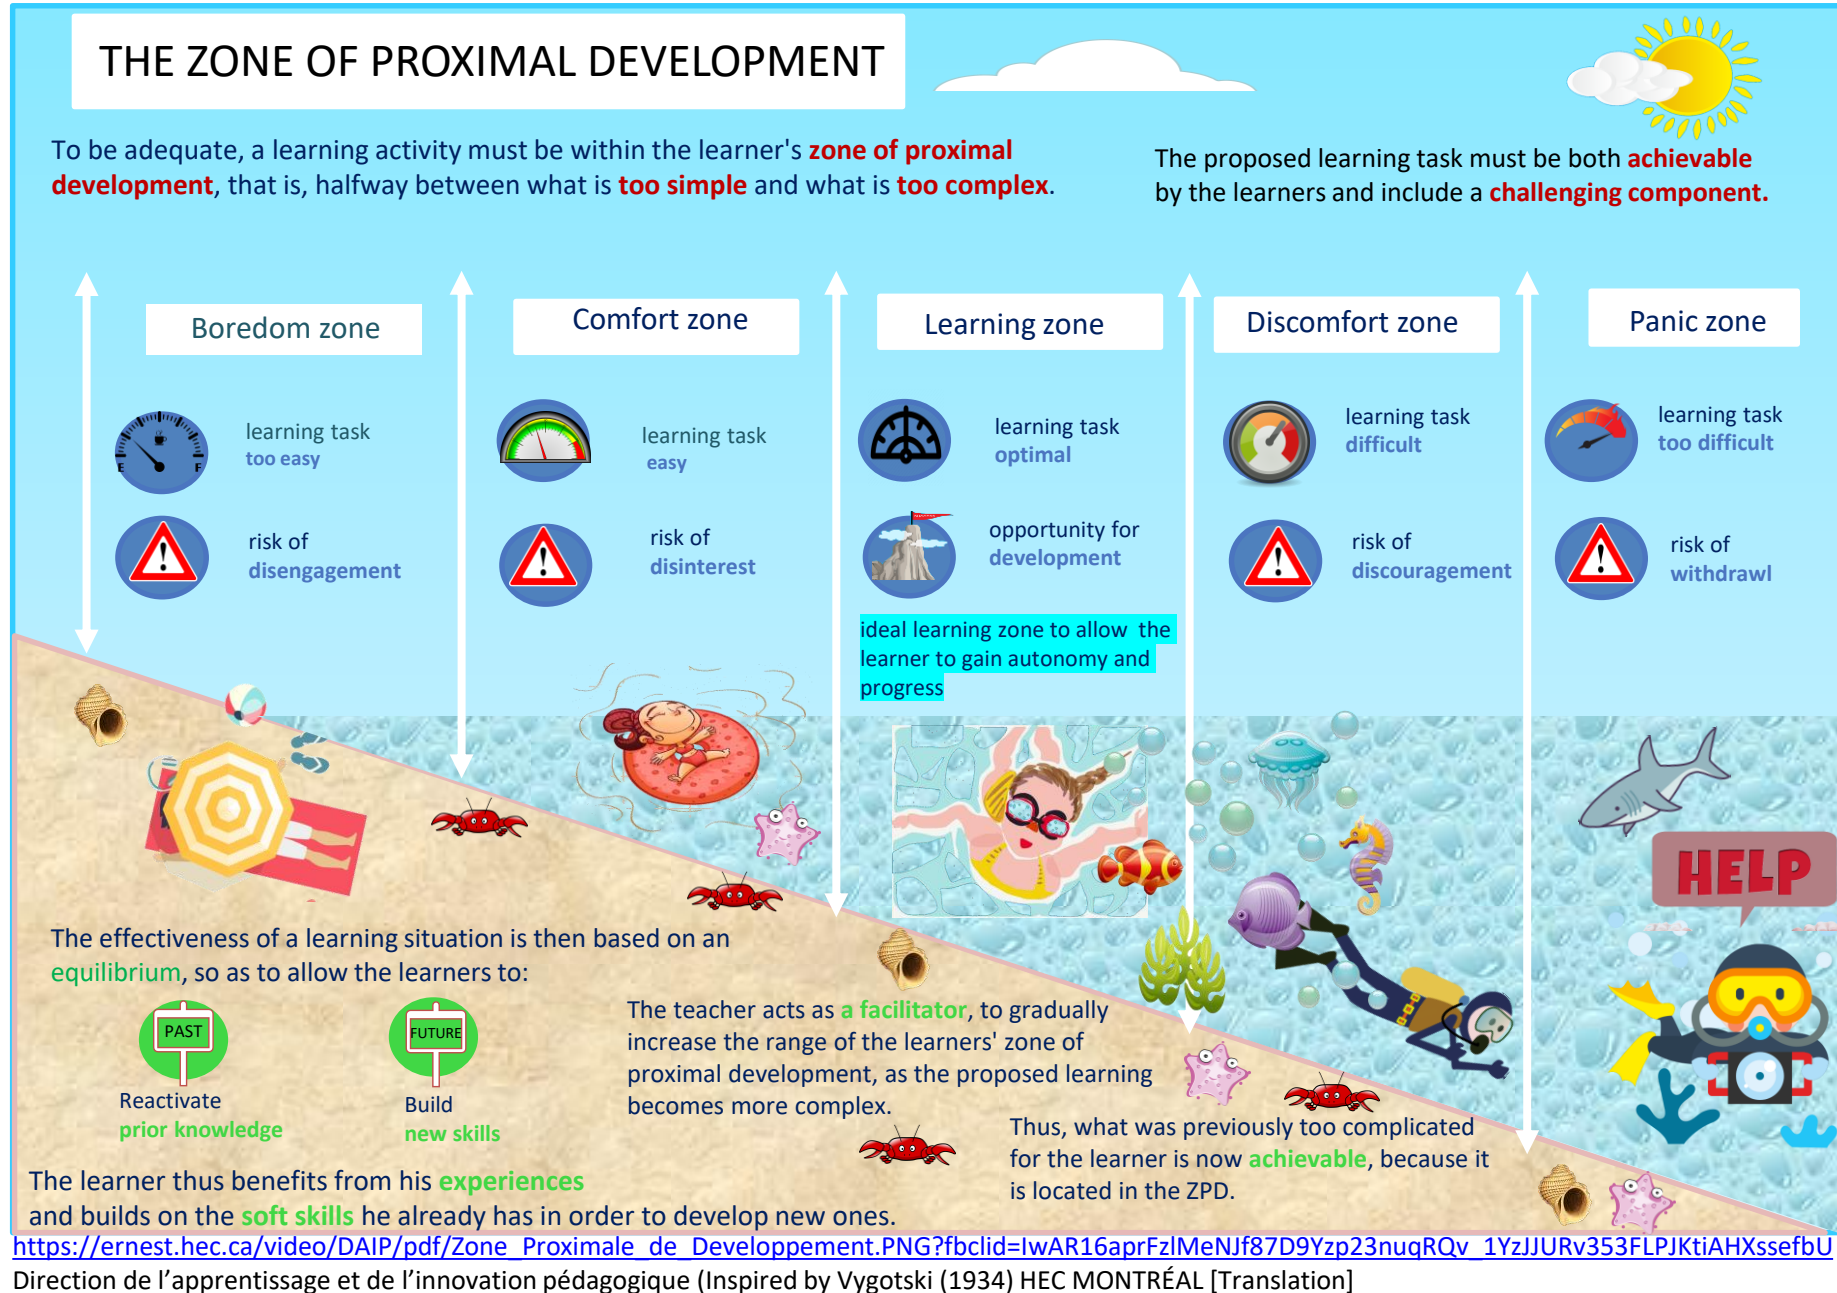 THE ZONE OF PROXIMAL DEVELOPMENT
To be adequate, a learning activity must be within the learner's zone of proximal
development, that is, halfway between what is too simple and what is too complex.
The proposed learning task must be both achievable
by the learners and include a challenging component.
Boredom zone
learning task
too easy
E F
risk of
disengagement
Comfort zone
learning task
easy
risk of
disinterest
Learning zone
learning task
optimal
opportunity for
development
ideal learning zone to allow the
learner to gain autonomy and
progress
Discomfort zone
learning task
difficult
risk of
discouragement
Panic zone
learning task
too difficult
risk of
withdrawl
HELP
The effectiveness of a learning situation is then based on an
equilibrium, so as to allow the learners to:
PAST
Reactivate
prior knowledge
FUTURE
Build
new skills
The teacher acts as a facilitator, to gradually
increase the range of the learners' zone of
proximal development, as the proposed learning
becomes more complex.
Thus, what was previously too complicated
for the learner is now achievable, because it
is located in the ZPD.
The learner thus benefits from his experiences
and builds on the soft skills he already has in order to develop new ones.
https://ernest.hec.ca/video/DAIP/pdf/Zone_Proximale_de_Developpement.PNG?fbclid=IwAR16aprFzlMeNJf87D9Yzp23nuqRQv_1YzJJURv353FLPJKtiAHXssefbU
Direction de l’apprentissage et de l’innovation pédagogique (Inspired by Vygotski (1934) HEC MONTRÉAL [Translation]